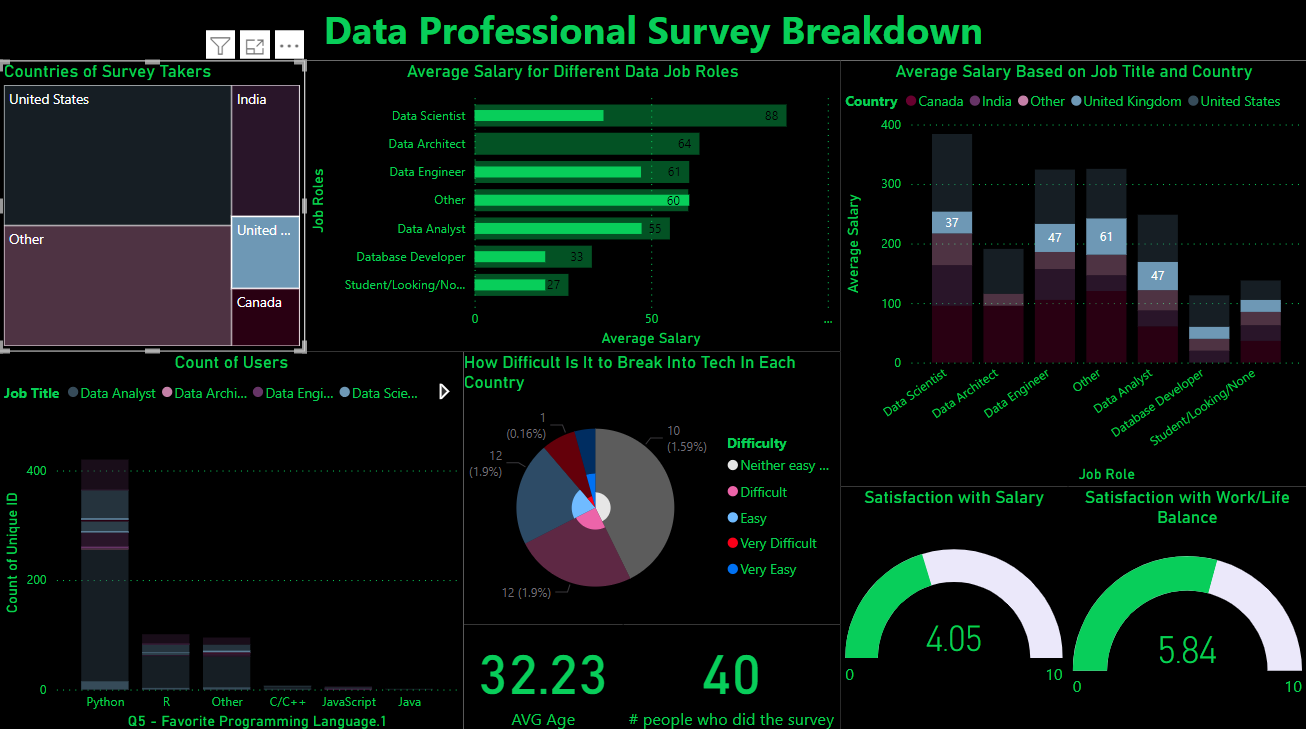 Data Professional Survey Breakdown
Countries of Survey Takers
United States
India
Other
United ...
Canada
Average Salary for Different Data Job Roles
Job Roles
Data Scientist
88
Data Architect
64
Data Engineer
61
Other
60
Data Analyst
55
Database Developer
33
Student/Looking/No...
27
0
50
...
Average Salary
Average Salary Based on Job Title and Country
Country
Canada
India
Other
United Kingdom
United States
Average Salary
400
300
200
100
0
37
47
61
47
Data Scientist
Data Architect
Data Engineer
Other
Data Analyst
Database Developer
Student/Looking/None
Job Role
Count of Users
Job Title
Data Analyst
Data Archi...
Data Engi...
Data Scie...
Count of Unique ID
400
200
0
Python
R
Other
C/C++
JavaScript
Java
Q5 - Favorite Programming Language.1
How Difficult Is It to Break Into Tech In Each
Country
1
(0.16%)
10
(1.59%)
12
(1.9%)
12 (1.9%)
Difficulty
Neither easy ...
Difficult
Easy
Very Difficult
Very Easy
32.23
AVG Age
40
# people who did the survey
Satisfaction with Salary
4.05
0
10
Satisfaction with Work/Life
Balance
5.84
0
10